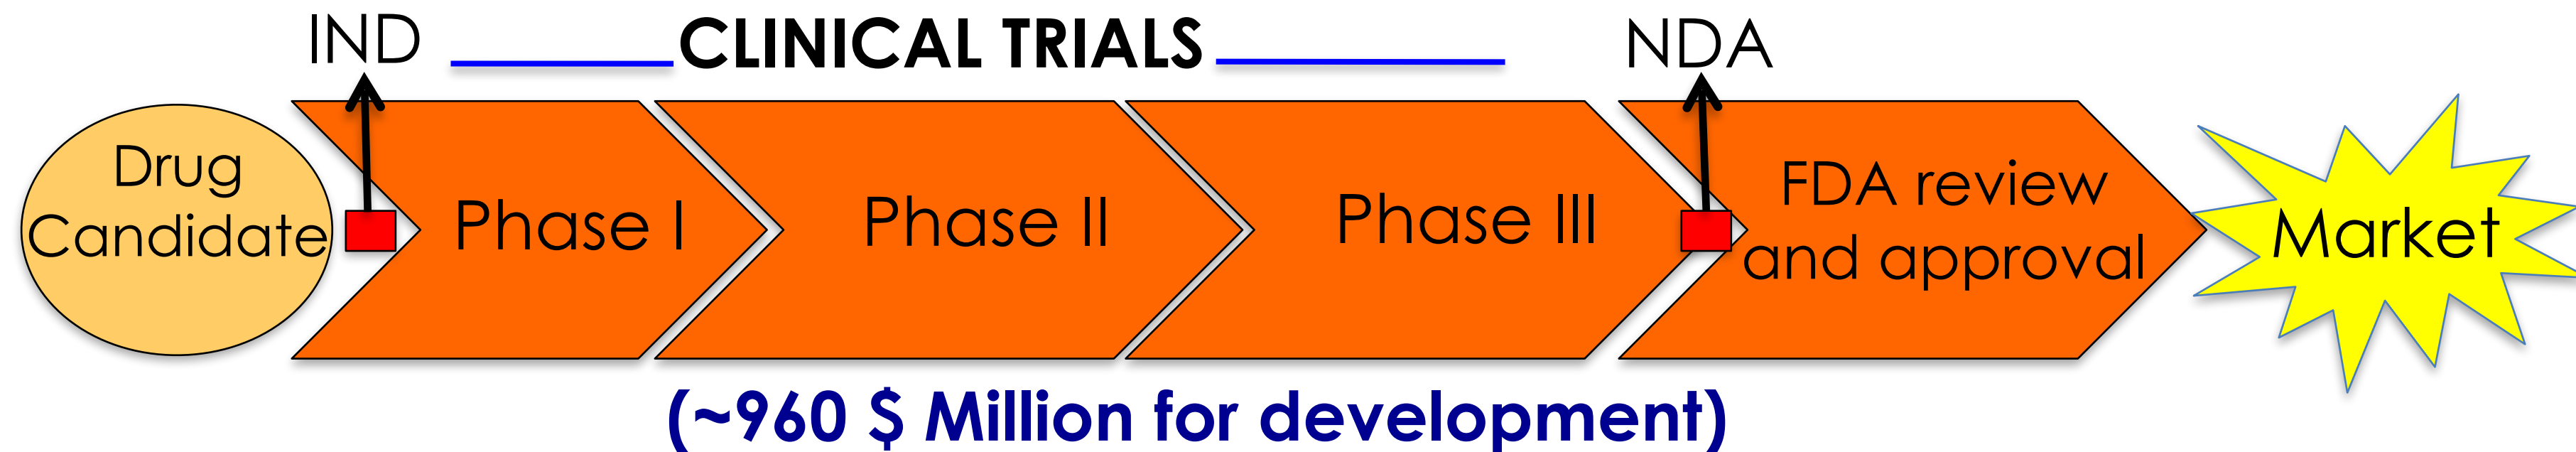 IND
CLINICAL TRIALS
NDA
Drug
Candidate
Phase I
Phase II
Phase III
FDA review
and approval
Market
(~960 $ Million for development)